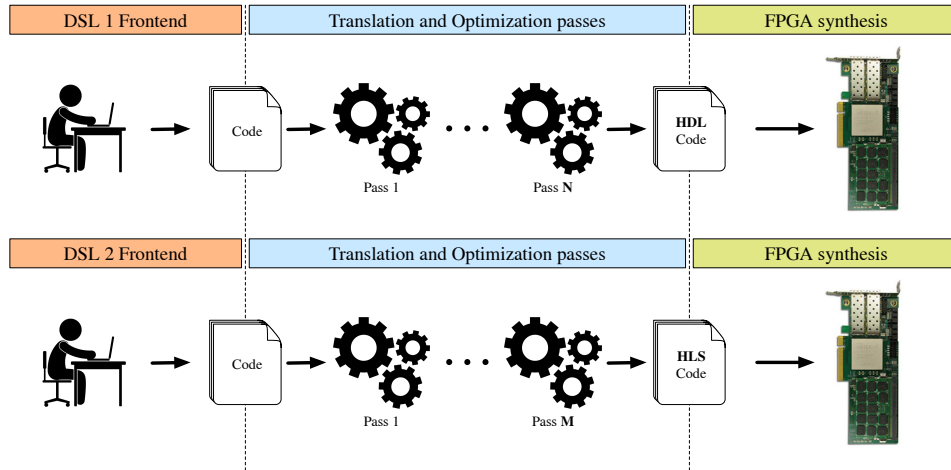 DSL 1 Frontend
Translation and Optimization passes
FPGA synthesis
Code
HDL
Code
Pass 1
Pass N
DSL 2 Frontend
Translation and Optimization passes
FPGA synthesis
Code
HLS
Code
Pass 1
Pass M